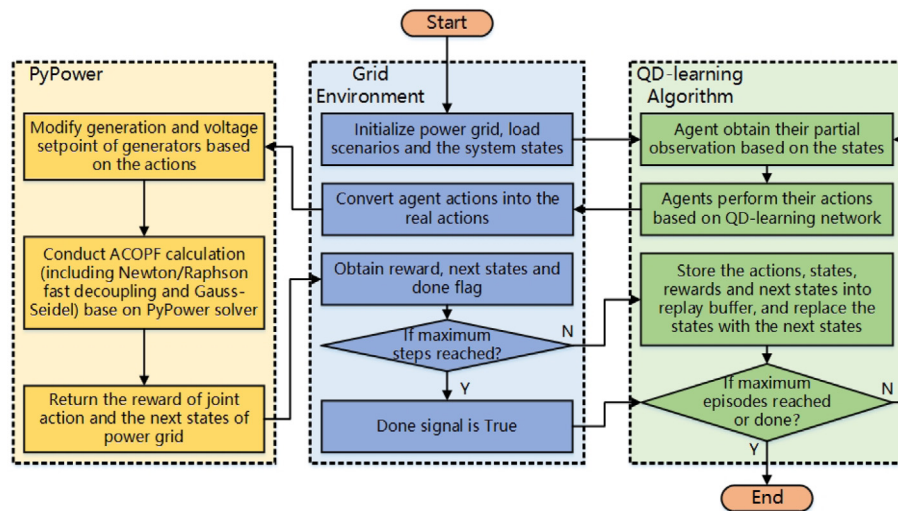 Start
PyPower
Modify generation and voltage
setpoint of generators based
on the actions
Conduct ACOPF calculation
(including Newton/Raphson
fast decoupling and Gauss-
Seidel) base on PyPower solver
Return the reward of joint
action and the next states of
power grid
Grid
Environment
Initialize power grid, load
scenarios and the system states
Convert agent actions into the
real actions
Obtain reward, next states and
done flag
If maximum
steps reached?
N
Y
Done signal is True
QD-learning
Algorithm
Agent obtain their partial
observation based on the states
Agents perform their actions
based on QD-learning network
Store the actions, states,
rewards and next states into
replay buffer, and replace the
states with the next states
If maximum
episodes reached
or done?
N
Y
End